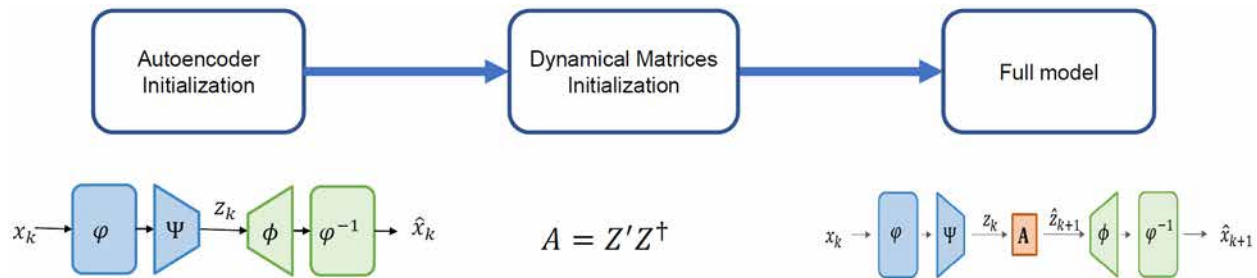 Autoencoder
Initialization
Dynamical Matrices
Initialization
Full model
x_k φ Ψ z_k ϕ φ⁻¹ x̂_k
A = Z′Z†
x_k φ Ψ z_k A ẑ_{k+1} ϕ φ⁻¹ x̂_{k+1}